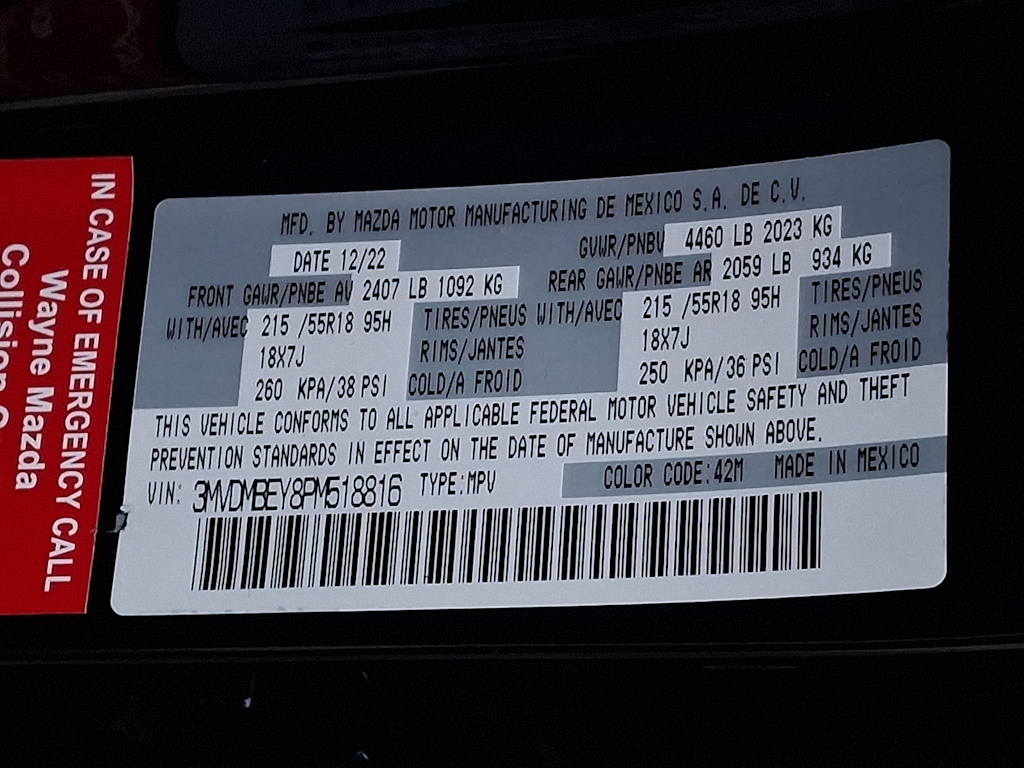 IN CASE OF EMERGENCY CALL
Wayne Mazda
Collision
MFD. BY MAZDA MOTOR MANUFACTURING DE MEXICO S.A. DE C.V.
DATE 12/22 GVWR/PNBV 4460 LB 2023 KG
FRONT GAWR/PNBE AV 2407 LB 1092 KG REAR GAWR/PNBE AR 2059 LB 934 KG
WITH/AVEC 215 /55R18 95H TIRES/PNEUS WITH/AVEC 215 /55R18 95H TIRES/PNEUS
18X7J RIMS/JANTES 18X7J RIMS/JANTES
260 KPA/38 PSI COLD/A FROID 250 KPA/36 PSI COLD/A FROID
THIS VEHICLE CONFORMS TO ALL APPLICABLE FEDERAL MOTOR VEHICLE SAFETY AND THEFT
PREVENTION STANDARDS IN EFFECT ON THE DATE OF MANUFACTURE SHOWN ABOVE.
VIN: 3MVDMBEY8PM518816 TYPE:MPV COLOR CODE:42M MADE IN MEXICO